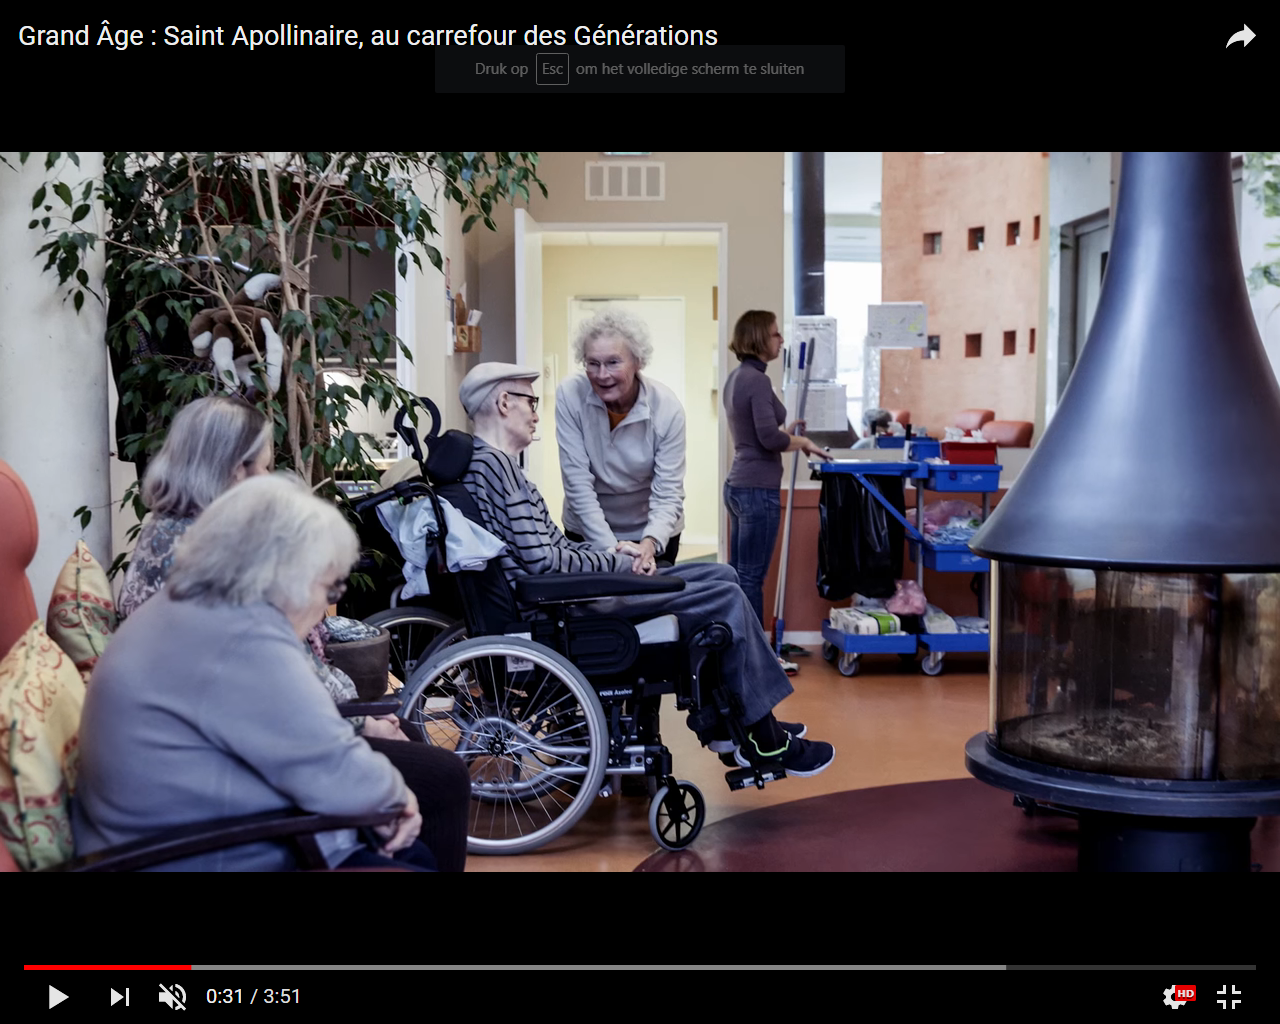 Grand Âge : Saint Apollinaire, au carrefour des Générations
Druk op Esc om het volledige scherm te sluiten
0:31 / 3:51
HD